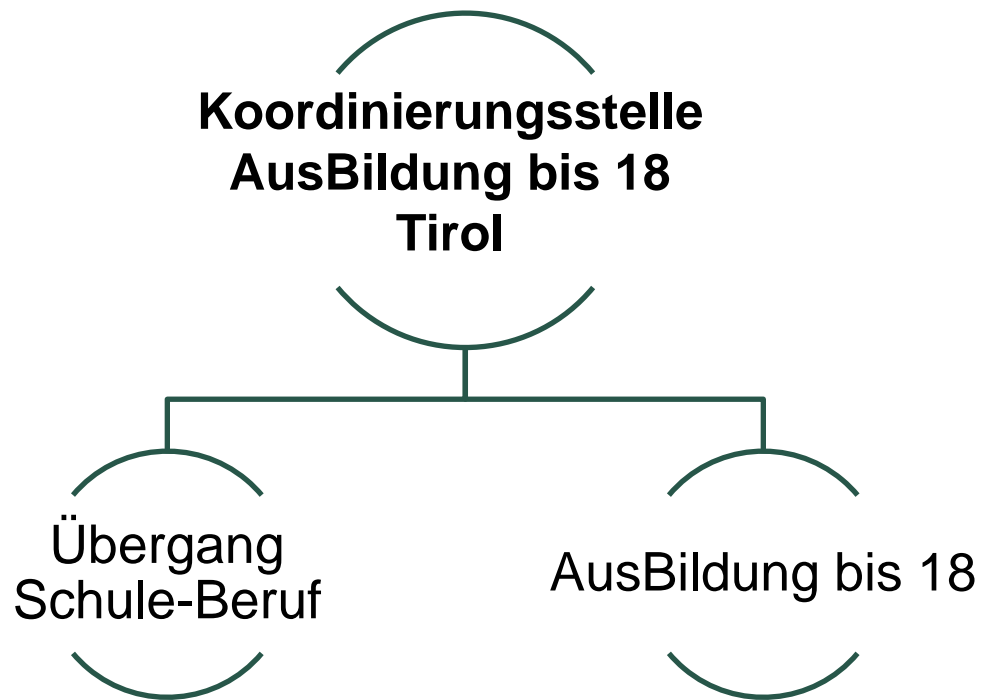 Koordinierungsstelle
AusBildung bis 18
Tirol
Übergang
Schule-Beruf
AusBildung bis 18